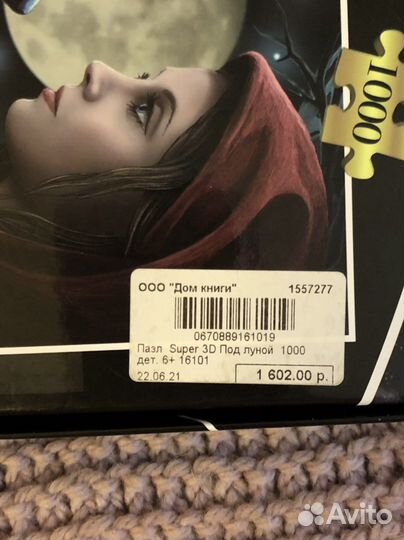 1000
ООО "Дом книги" 1557277
0670889161019
Пазл Super 3D Под луной 1000
дет. 6+ 16101
22.06.21 1 602.00 р.
Avito